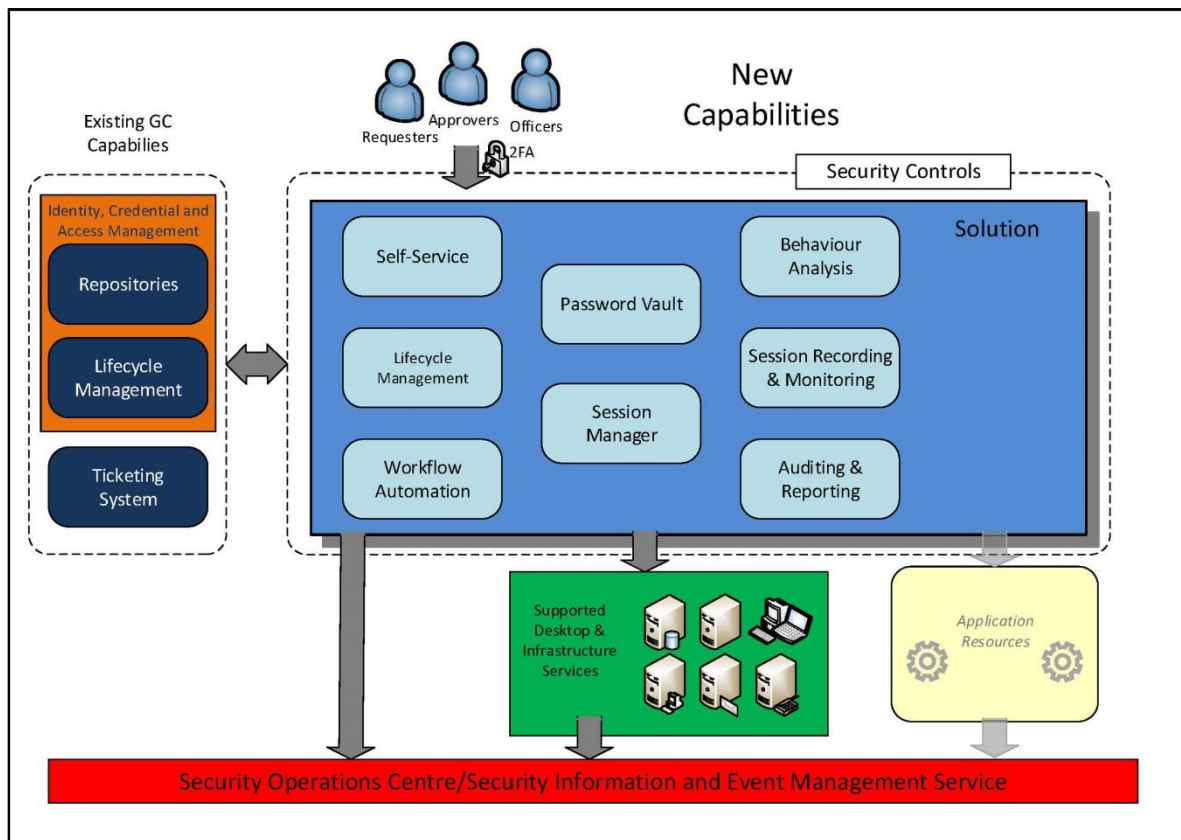 New
Capabilities
Requesters
Approvers
Officers
2FA
Existing GC
Capabilies
Identity, Credential and
Access Management
Repositories
Lifecycle
Management
Ticketing
System
Security Controls
Solution
Self-Service
Lifecycle
Management
Workflow
Automation
Password Vault
Session
Manager
Behaviour
Analysis
Session Recording
& Monitoring
Auditing &
Reporting
Supported
Desktop &
Infrastructure
Services
Application
Resources
Security Operations Centre/Security Information and Event Management Service